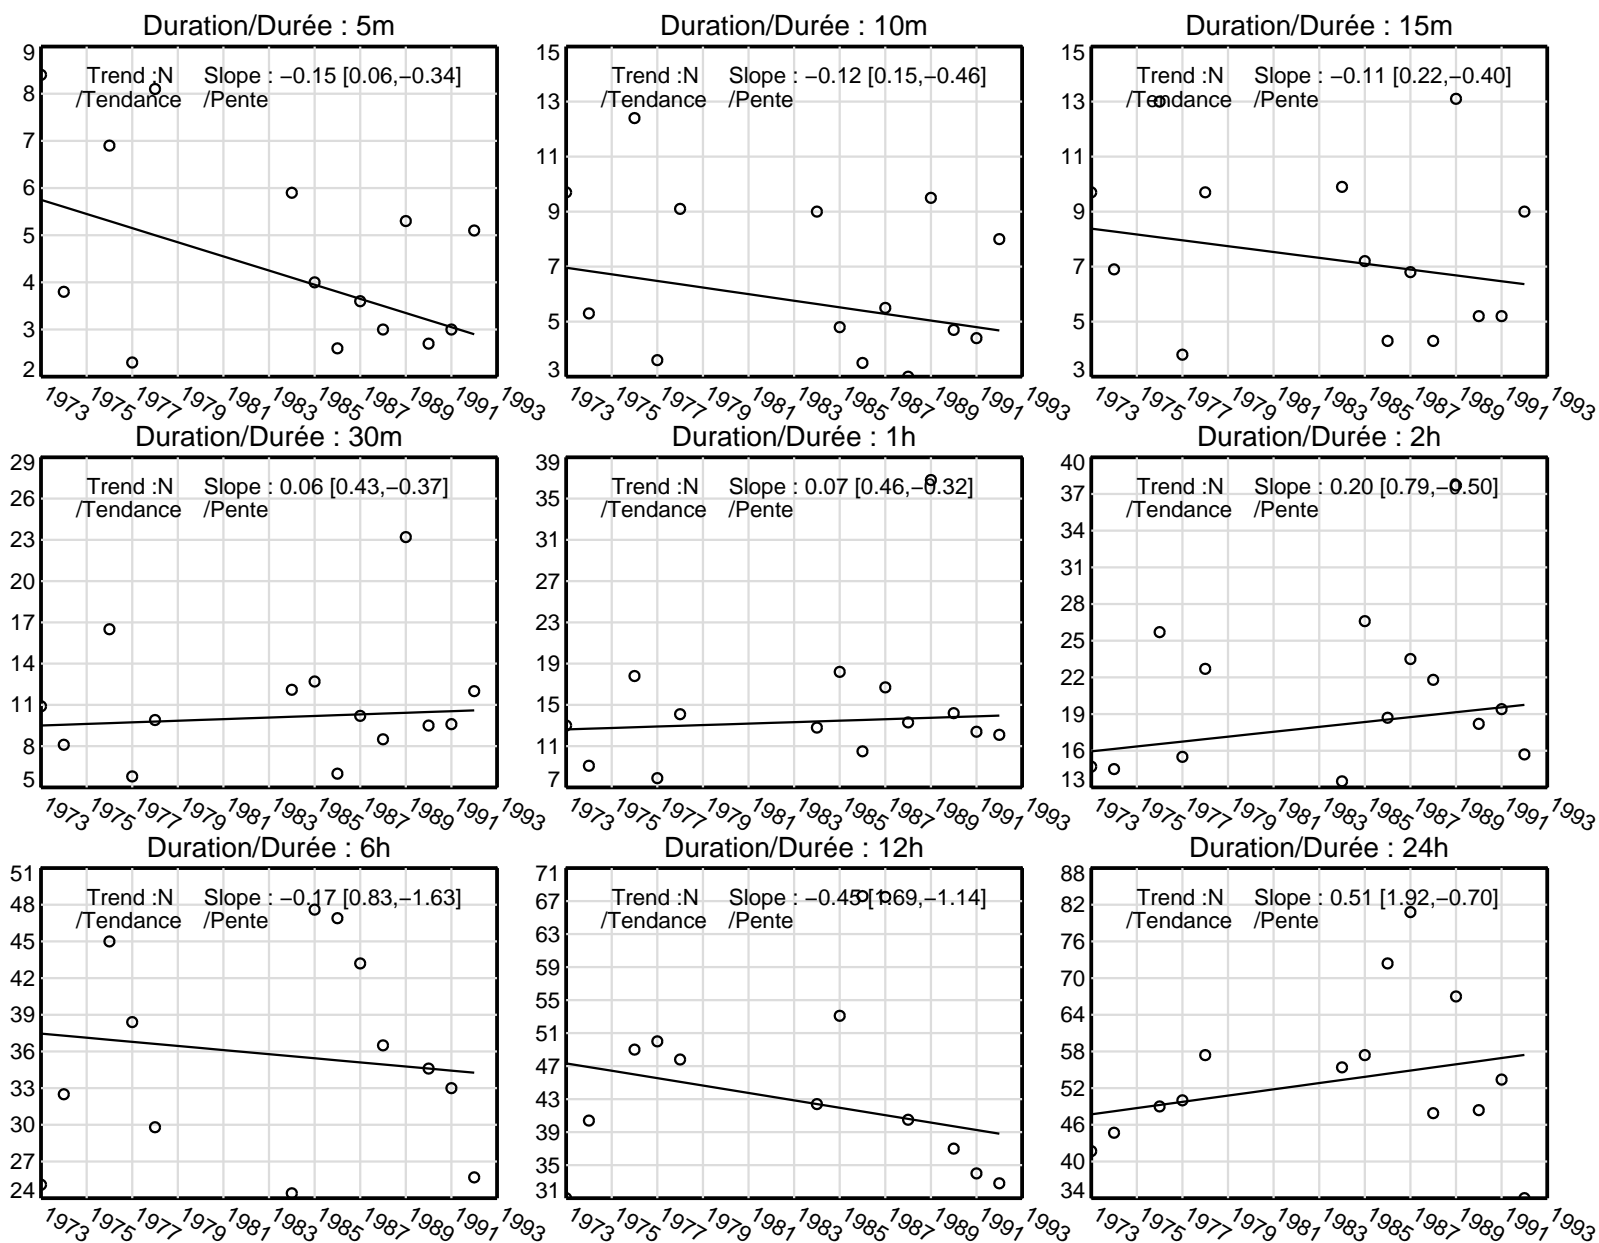 Duration/Durée : 5m
9
8
7
6
5
4
3
2
Trend :N Slope : −0.15 [0.06,−0.34]
/Tendance /Pente
1973 1975 1977 1979 1981 1983 1985 1987 1989 1991 1993
Duration/Durée : 10m
15
13
11
9
7
5
3
Trend :N Slope : −0.12 [0.15,−0.46]
/Tendance /Pente
1973 1975 1977 1979 1981 1983 1985 1987 1989 1991 1993
Duration/Durée : 15m
15
13
11
9
7
5
3
Trend :N Slope : −0.11 [0.22,−0.40]
/Tendance /Pente
1973 1975 1977 1979 1981 1983 1985 1987 1989 1991 1993
Duration/Durée : 30m
29
26
23
20
17
14
11
8
5
Trend :N Slope : 0.06 [0.43,−0.37]
/Tendance /Pente
1973 1975 1977 1979 1981 1983 1985 1987 1989 1991 1993
Duration/Durée : 1h
39
35
31
27
23
19
15
11
7
Trend :N Slope : 0.07 [0.46,−0.32]
/Tendance /Pente
1973 1975 1977 1979 1981 1983 1985 1987 1989 1991 1993
Duration/Durée : 2h
40
37
34
31
28
25
22
19
16
13
Trend :N Slope : 0.20 [0.79,−0.50]
/Tendance /Pente
1973 1975 1977 1979 1981 1983 1985 1987 1989 1991 1993
Duration/Durée : 6h
51
48
45
42
39
36
33
30
27
24
Trend :N Slope : −0.17 [0.83,−1.63]
/Tendance /Pente
1973 1975 1977 1979 1981 1983 1985 1987 1989 1991 1993
Duration/Durée : 12h
71
67
63
59
55
51
47
43
39
35
31
Trend :N Slope : −0.45 [1.69,−1.14]
/Tendance /Pente
1973 1975 1977 1979 1981 1983 1985 1987 1989 1991 1993
Duration/Durée : 24h
88
82
76
70
64
58
52
46
40
34
Trend :N Slope : 0.51 [1.92,−0.70]
/Tendance /Pente
1973 1975 1977 1979 1981 1983 1985 1987 1989 1991 1993